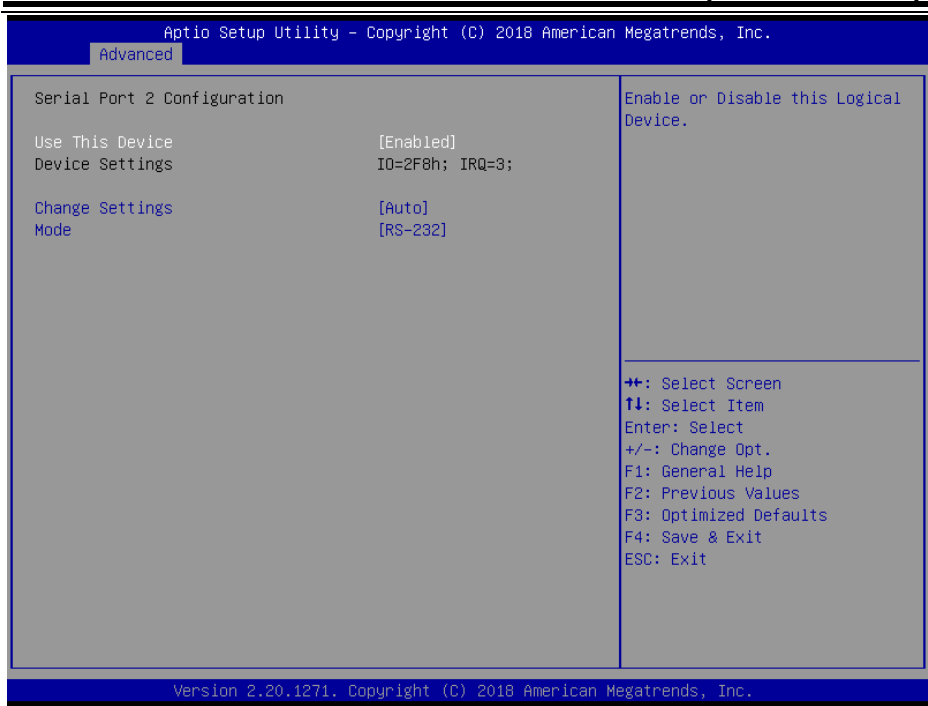 Aptio Setup Utility – Copyright (C) 2018 American Megatrends, Inc.
Advanced
Serial Port 2 Configuration
Use This Device [Enabled]
Device Settings IO=2F8h; IRQ=3;
Change Settings [Auto]
Mode [RS-232]
Enable or Disable this Logical
Device.
→←: Select Screen
↑↓: Select Item
Enter: Select
+/-: Change Opt.
F1: General Help
F2: Previous Values
F3: Optimized Defaults
F4: Save & Exit
ESC: Exit
Version 2.20.1271. Copyright (C) 2018 American Megatrends, Inc.